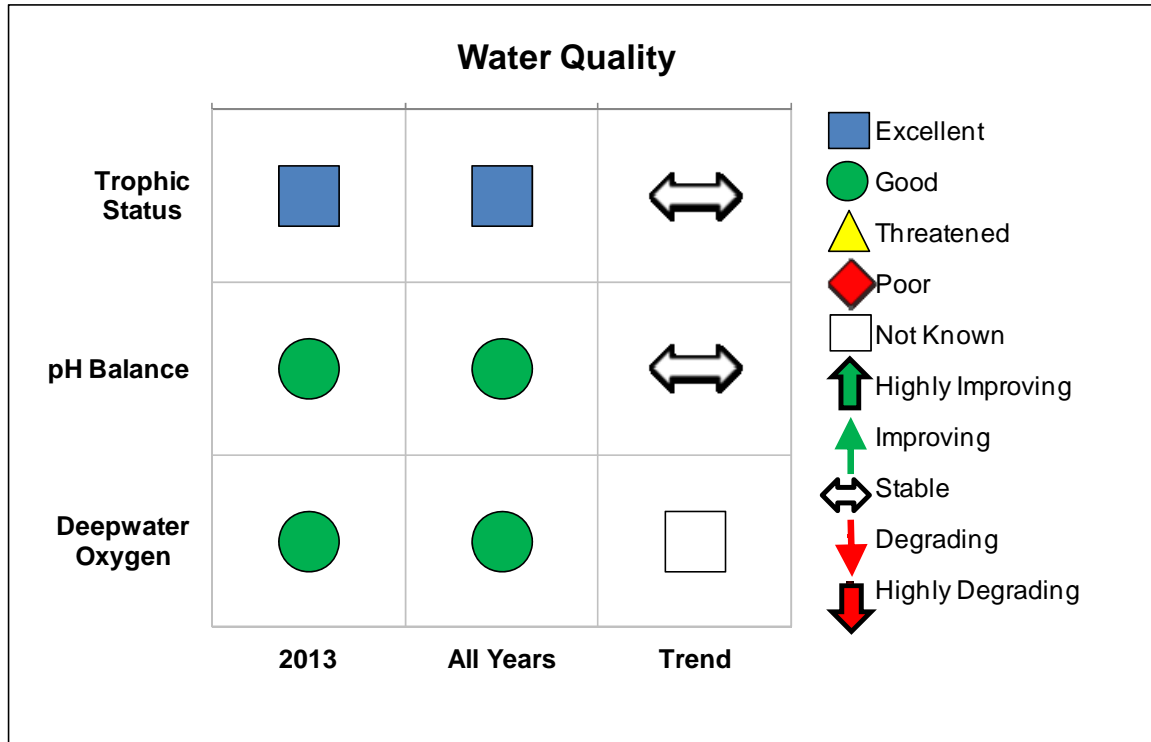 Water Quality
Trophic
Status
pH Balance
Deepwater
Oxygen
2013
All Years
Trend
Excellent
Good
Threatened
Poor
Not Known
Highly Improving
Improving
Stable
Degrading
Highly Degrading